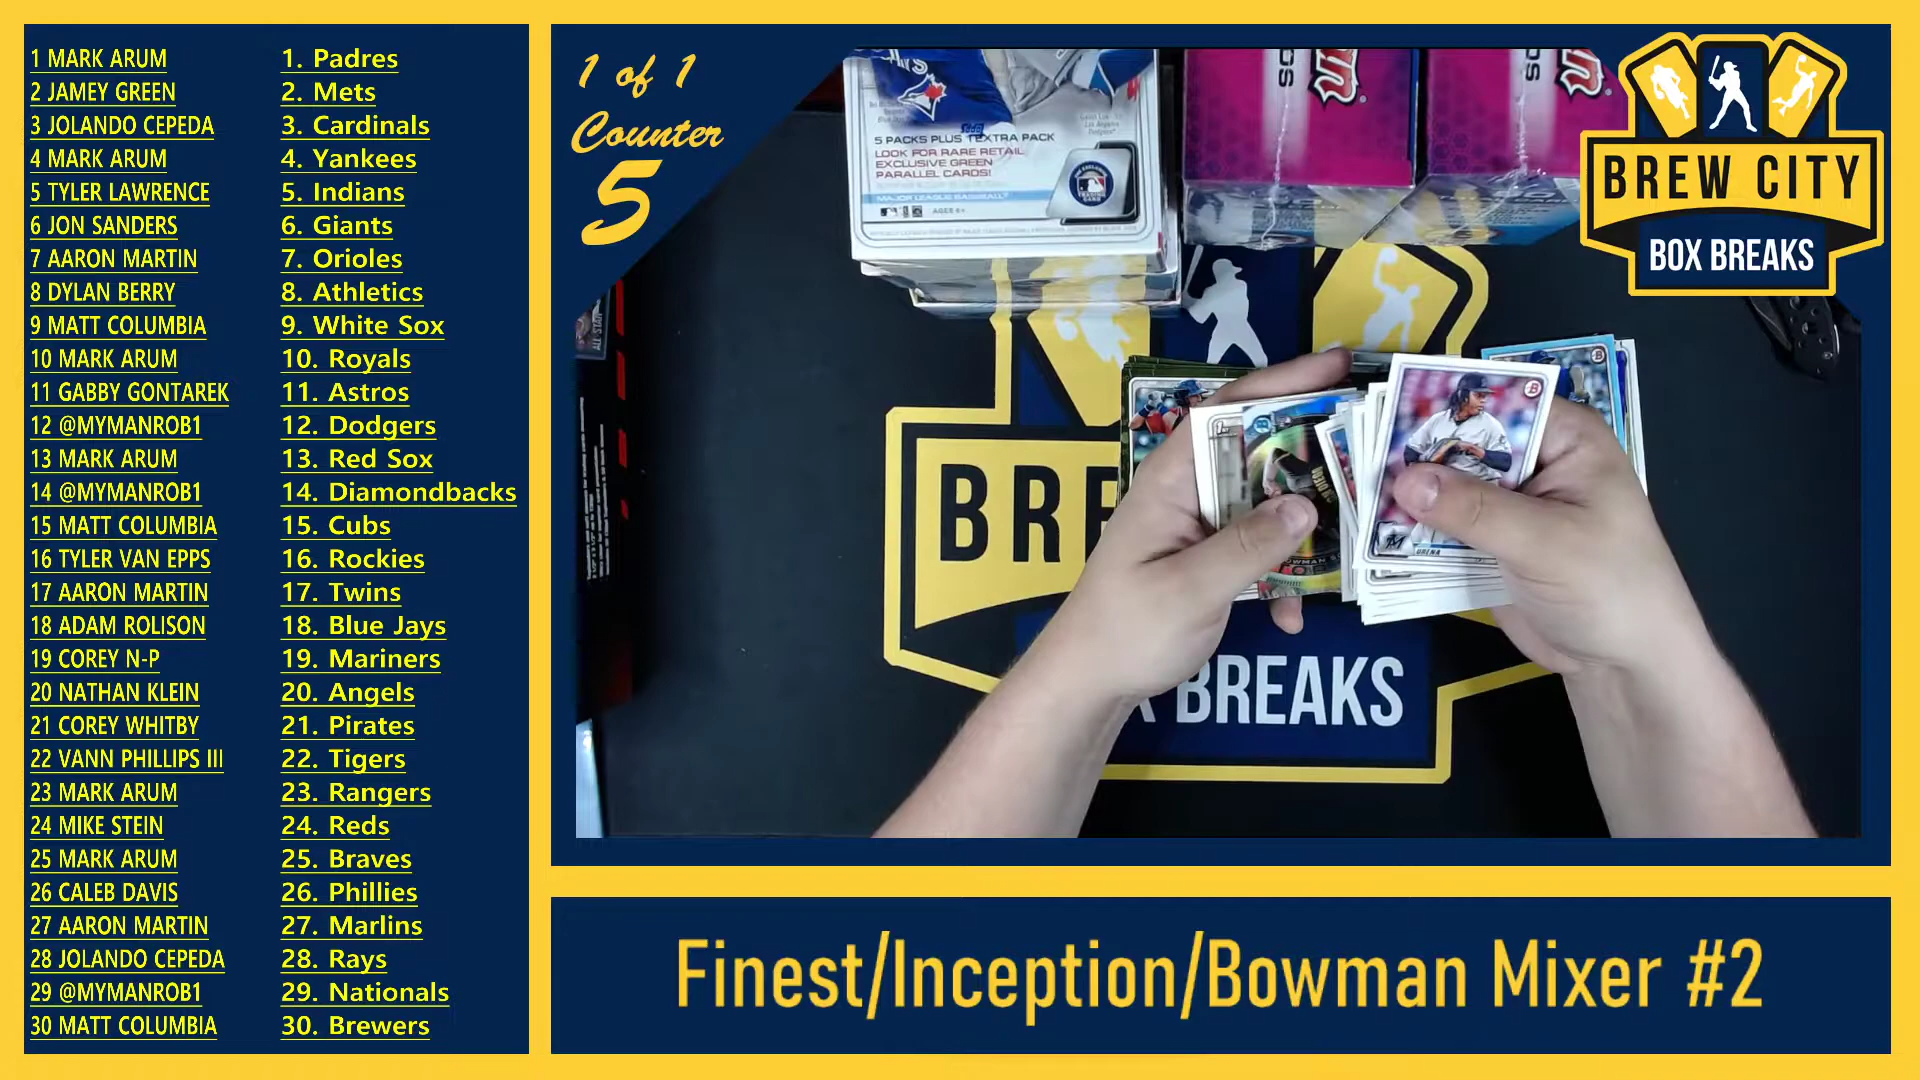 1 MARK ARUM
2 JAMEY GREEN
3 JOLANDO CEPEDA
4 MARK ARUM
5 TYLER LAWRENCE
6 JON SANDERS
7 AARON MARTIN
8 DYLAN BERRY
9 MATT COLUMBIA
10 MARK ARUM
11 GABBY GONTAREK
12 @MYMANROB1
13 MARK ARUM
14 @MYMANROB1
15 MATT COLUMBIA
16 TYLER VAN EPPS
17 AARON MARTIN
18 ADAM ROLISON
19 COREY N-P
20 NATHAN KLEIN
21 COREY WHITBY
22 VANN PHILLIPS III
23 MARK ARUM
24 MIKE STEIN
25 MARK ARUM
26 CALEB DAVIS
27 AARON MARTIN
28 JOLANDO CEPEDA
29 @MYMANROB1
30 MATT COLUMBIA
1. Padres
2. Mets
3. Cardinals
4. Yankees
5. Indians
6. Giants
7. Orioles
8. Athletics
9. White Sox
10. Royals
11. Astros
12. Dodgers
13. Red Sox
14. Diamondbacks
15. Cubs
16. Rockies
17. Twins
18. Blue Jays
19. Mariners
20. Angels
21. Pirates
22. Tigers
23. Rangers
24. Reds
25. Braves
26. Phillies
27. Marlins
28. Rays
29. Nationals
30. Brewers
1 of 1
Counter
5
5 PACKS PLUS 1 EXTRA PACK
LOOK FOR RARE RETAIL
EXCLUSIVE GREEN
PARALLEL CARDS!
MAJOR LEAGUE BASEBALL
AGES 6+
BREW CITY
BOX BREAKS
BRE
BREAKS
URENA
Finest/Inception/Bowman Mixer #2